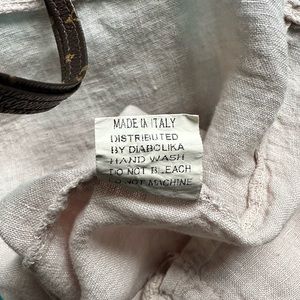 MADE IN ITALY
DISTRIBUTED
BY DIABOLIKA
HAND WASH
DO NOT BLEACH
DO NOT MACHINE